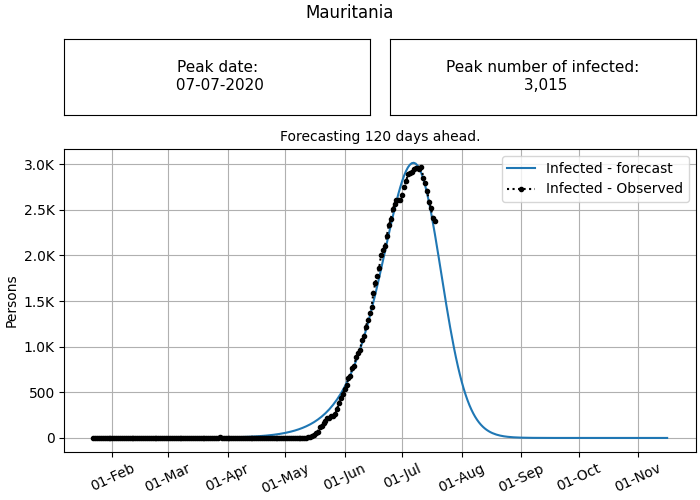 Mauritania
Peak date:
07-07-2020
Peak number of infected:
3,015
Forecasting 120 days ahead.
Infected - forecast
Infected - Observed
3.0K
2.5K
2.0K
1.5K
1.0K
500
0
Persons
01-Feb
01-Mar
01-Apr
01-May
01-Jun
01-Jul
01-Aug
01-Sep
01-Oct
01-Nov